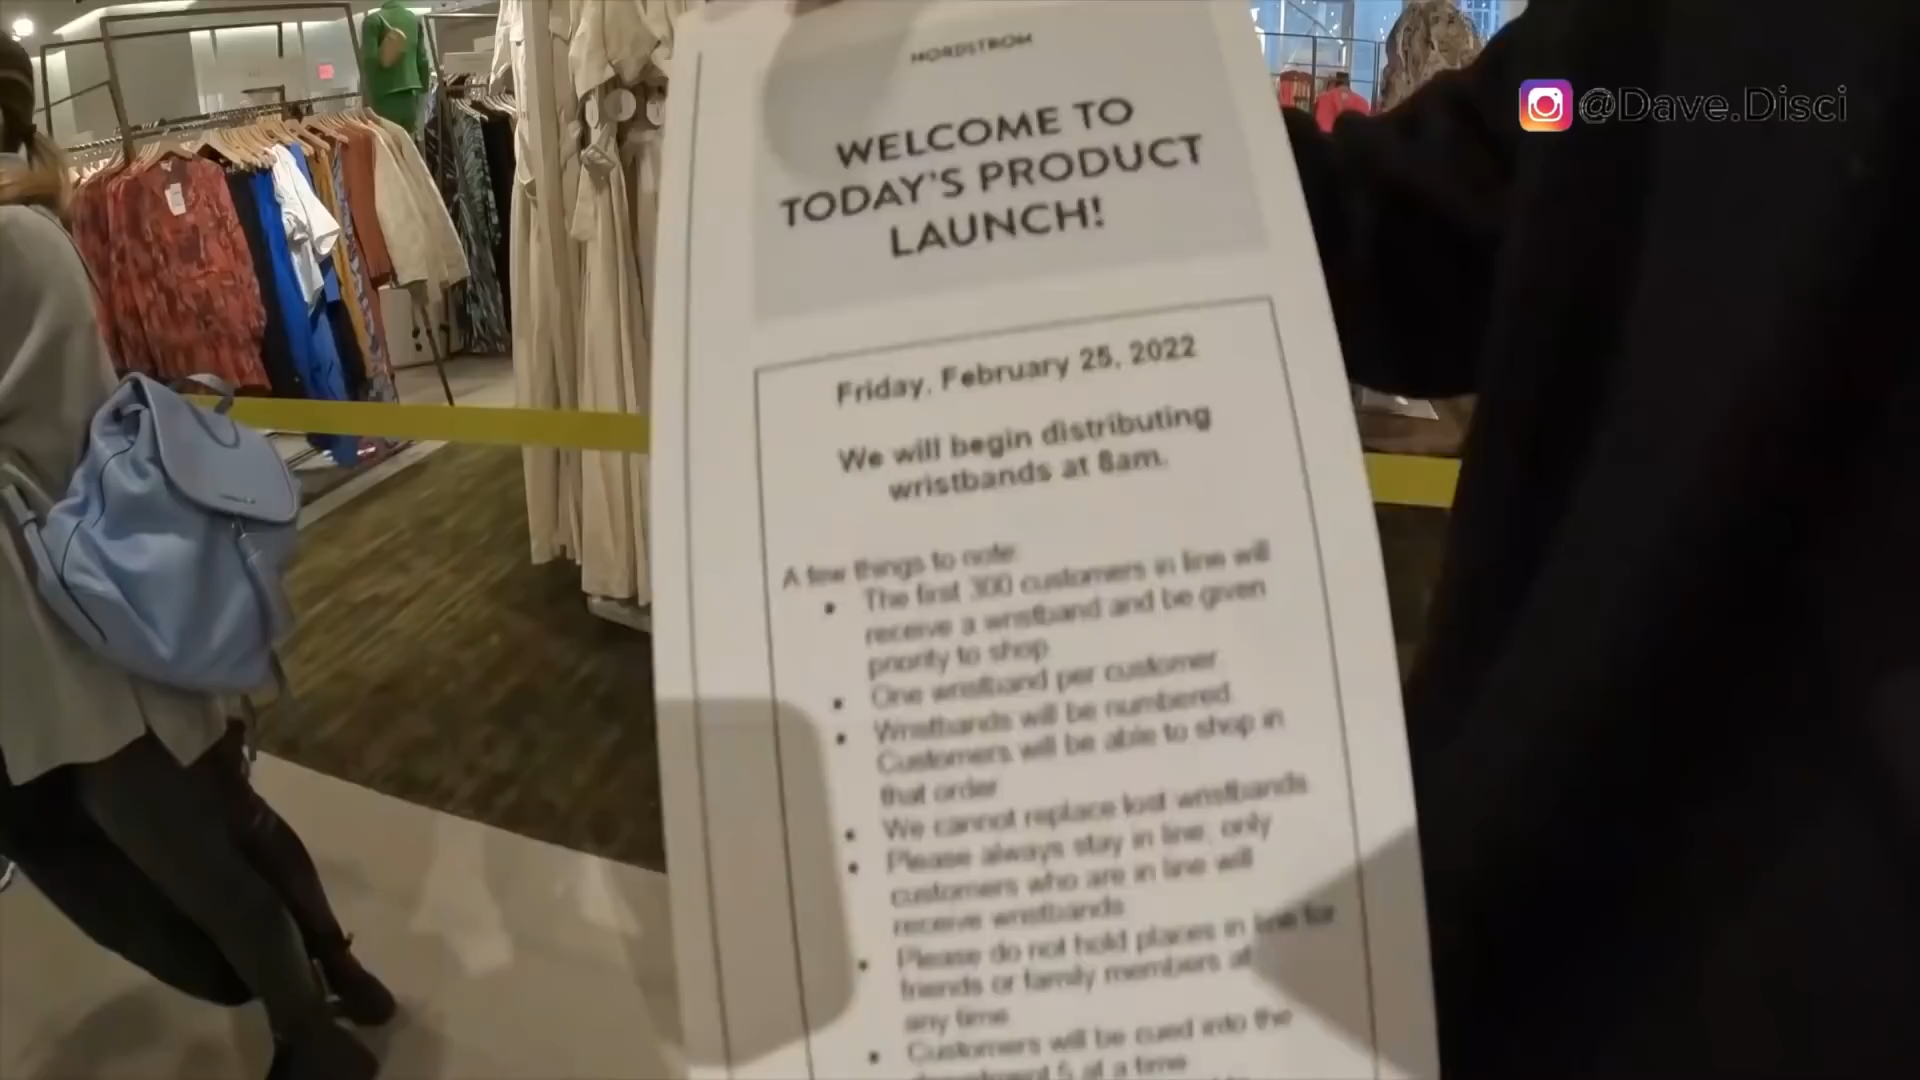 NORDSTROM
@Dave.Disci
WELCOME TO
TODAY'S PRODUCT
LAUNCH!
Friday, February 25, 2022
We will begin distributing
wristbands at 8am.
A few things to note:
• The first 300 customers in line will
receive a wristband and be given
priority to shop
• One wristband per customer
• Wristbands will be numbered.
Customers will be able to shop in
that order
• We cannot replace lost wristbands
• Please always stay in line, only
customers who are in line will
receive wristbands
• Please do not hold places in line for
friends or family members at
any time
• Customers will be cued into the
department 5 at a time